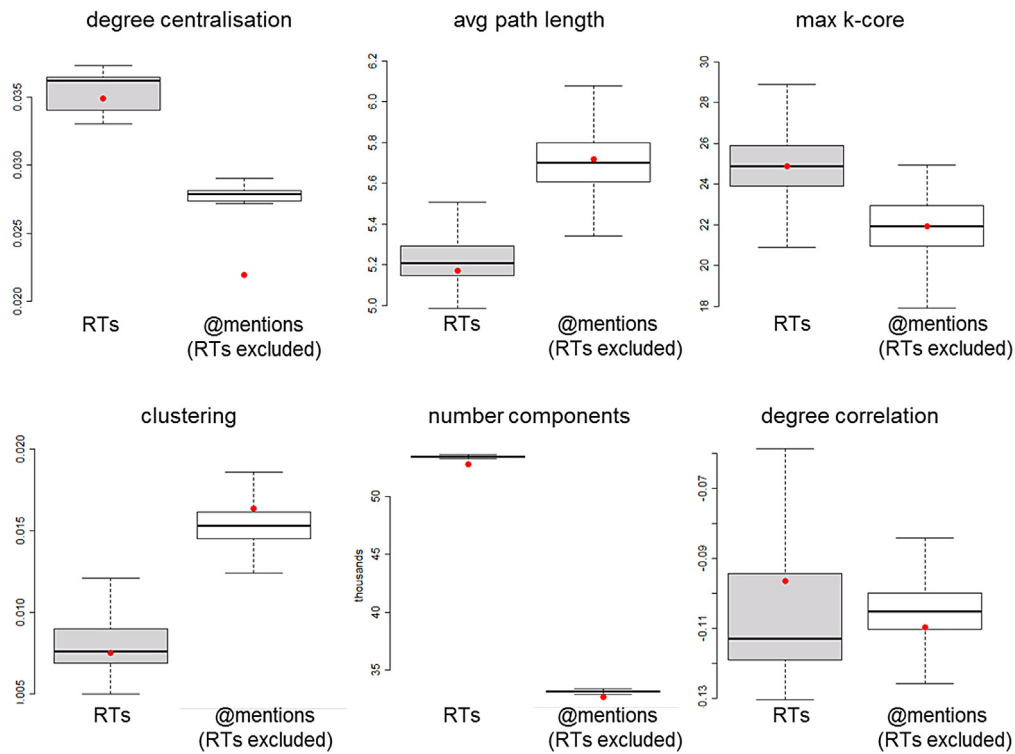 degree centralisation
0.035
0.030
0.025
0.020
RTs
@mentions
(RTs excluded)
avg path length
6.2
6.0
5.8
5.6
5.4
5.2
5.0
RTs
@mentions
(RTs excluded)
max k-core
30
28
26
24
22
20
18
RTs
@mentions
(RTs excluded)
clustering
0.020
0.015
0.010
.005
RTs
@mentions
(RTs excluded)
number components
thousands
50
45
40
35
RTs
@mentions
(RTs excluded)
degree correlation
-0.07
-0.09
-0.11
0.13
RTs
@mentions
(RTs excluded)